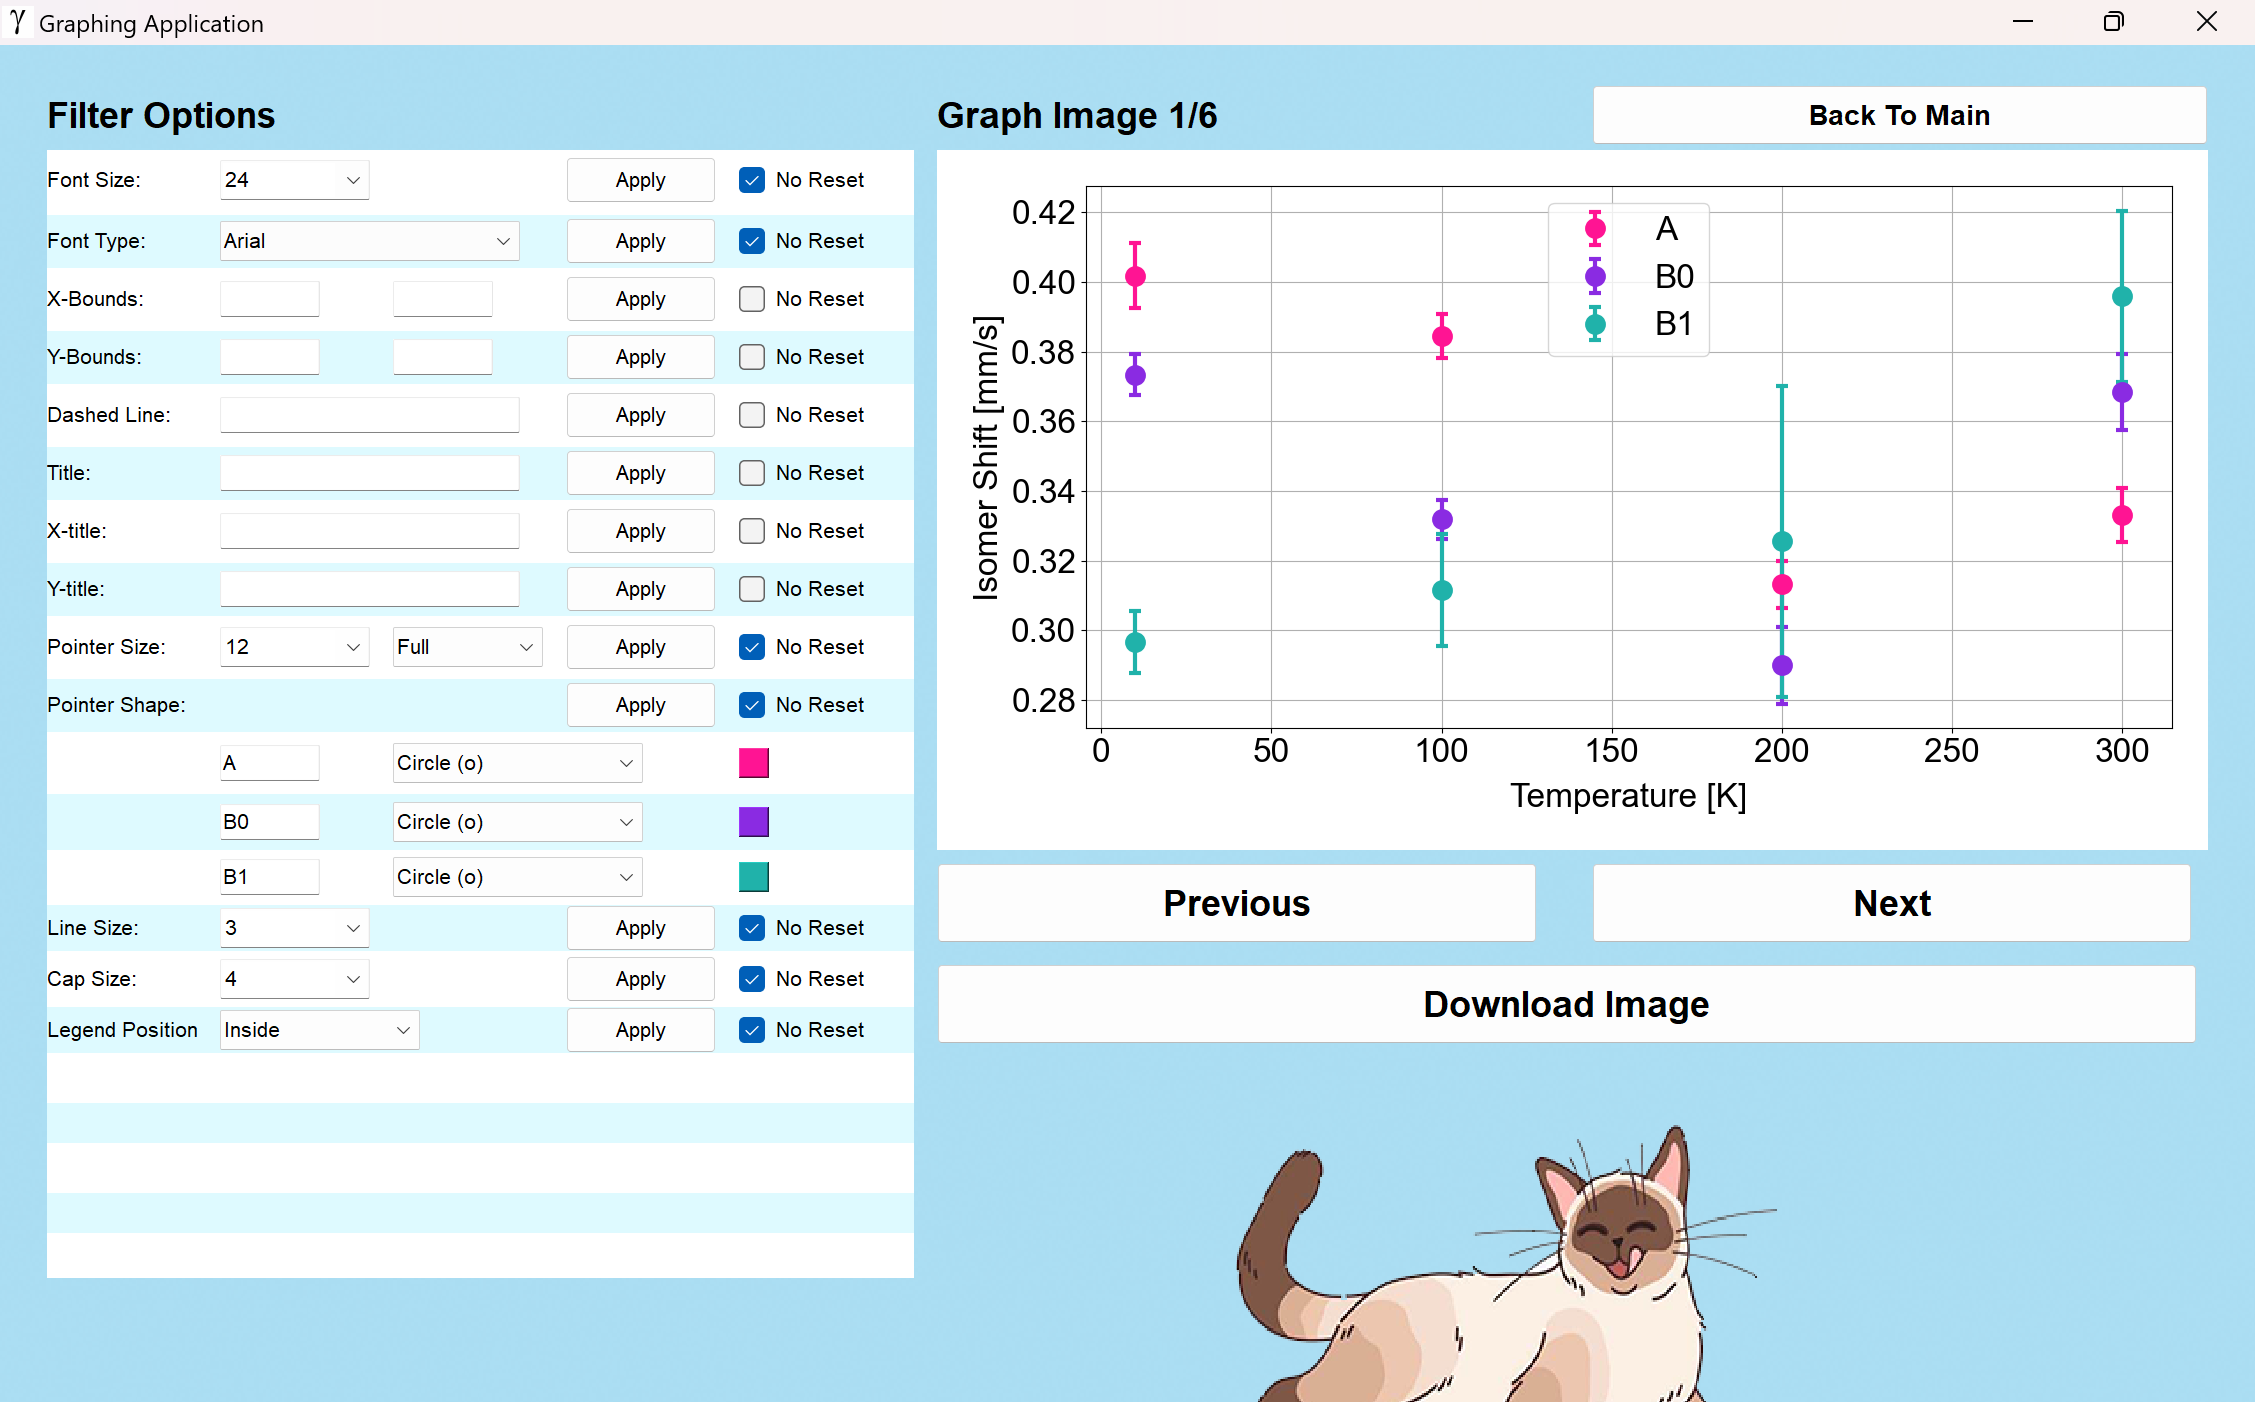 γ Graphing Application
Filter Options
Font Size: 24 Apply No Reset
Font Type: Arial Apply No Reset
X-Bounds: Apply No Reset
Y-Bounds: Apply No Reset
Dashed Line: Apply No Reset
Title: Apply No Reset
X-title: Apply No Reset
Y-title: Apply No Reset
Pointer Size: 12 Full Apply No Reset
Pointer Shape: Apply No Reset
A Circle (o)
B0 Circle (o)
B1 Circle (o)
Line Size: 3 Apply No Reset
Cap Size: 4 Apply No Reset
Legend Position Inside Apply No Reset
Graph Image 1/6
Back To Main
Isomer Shift [mm/s]
0.42
0.40
0.38
0.36
0.34
0.32
0.30
0.28
A
B0
B1
0 50 100 150 200 250 300
Temperature [K]
Previous
Next
Download Image